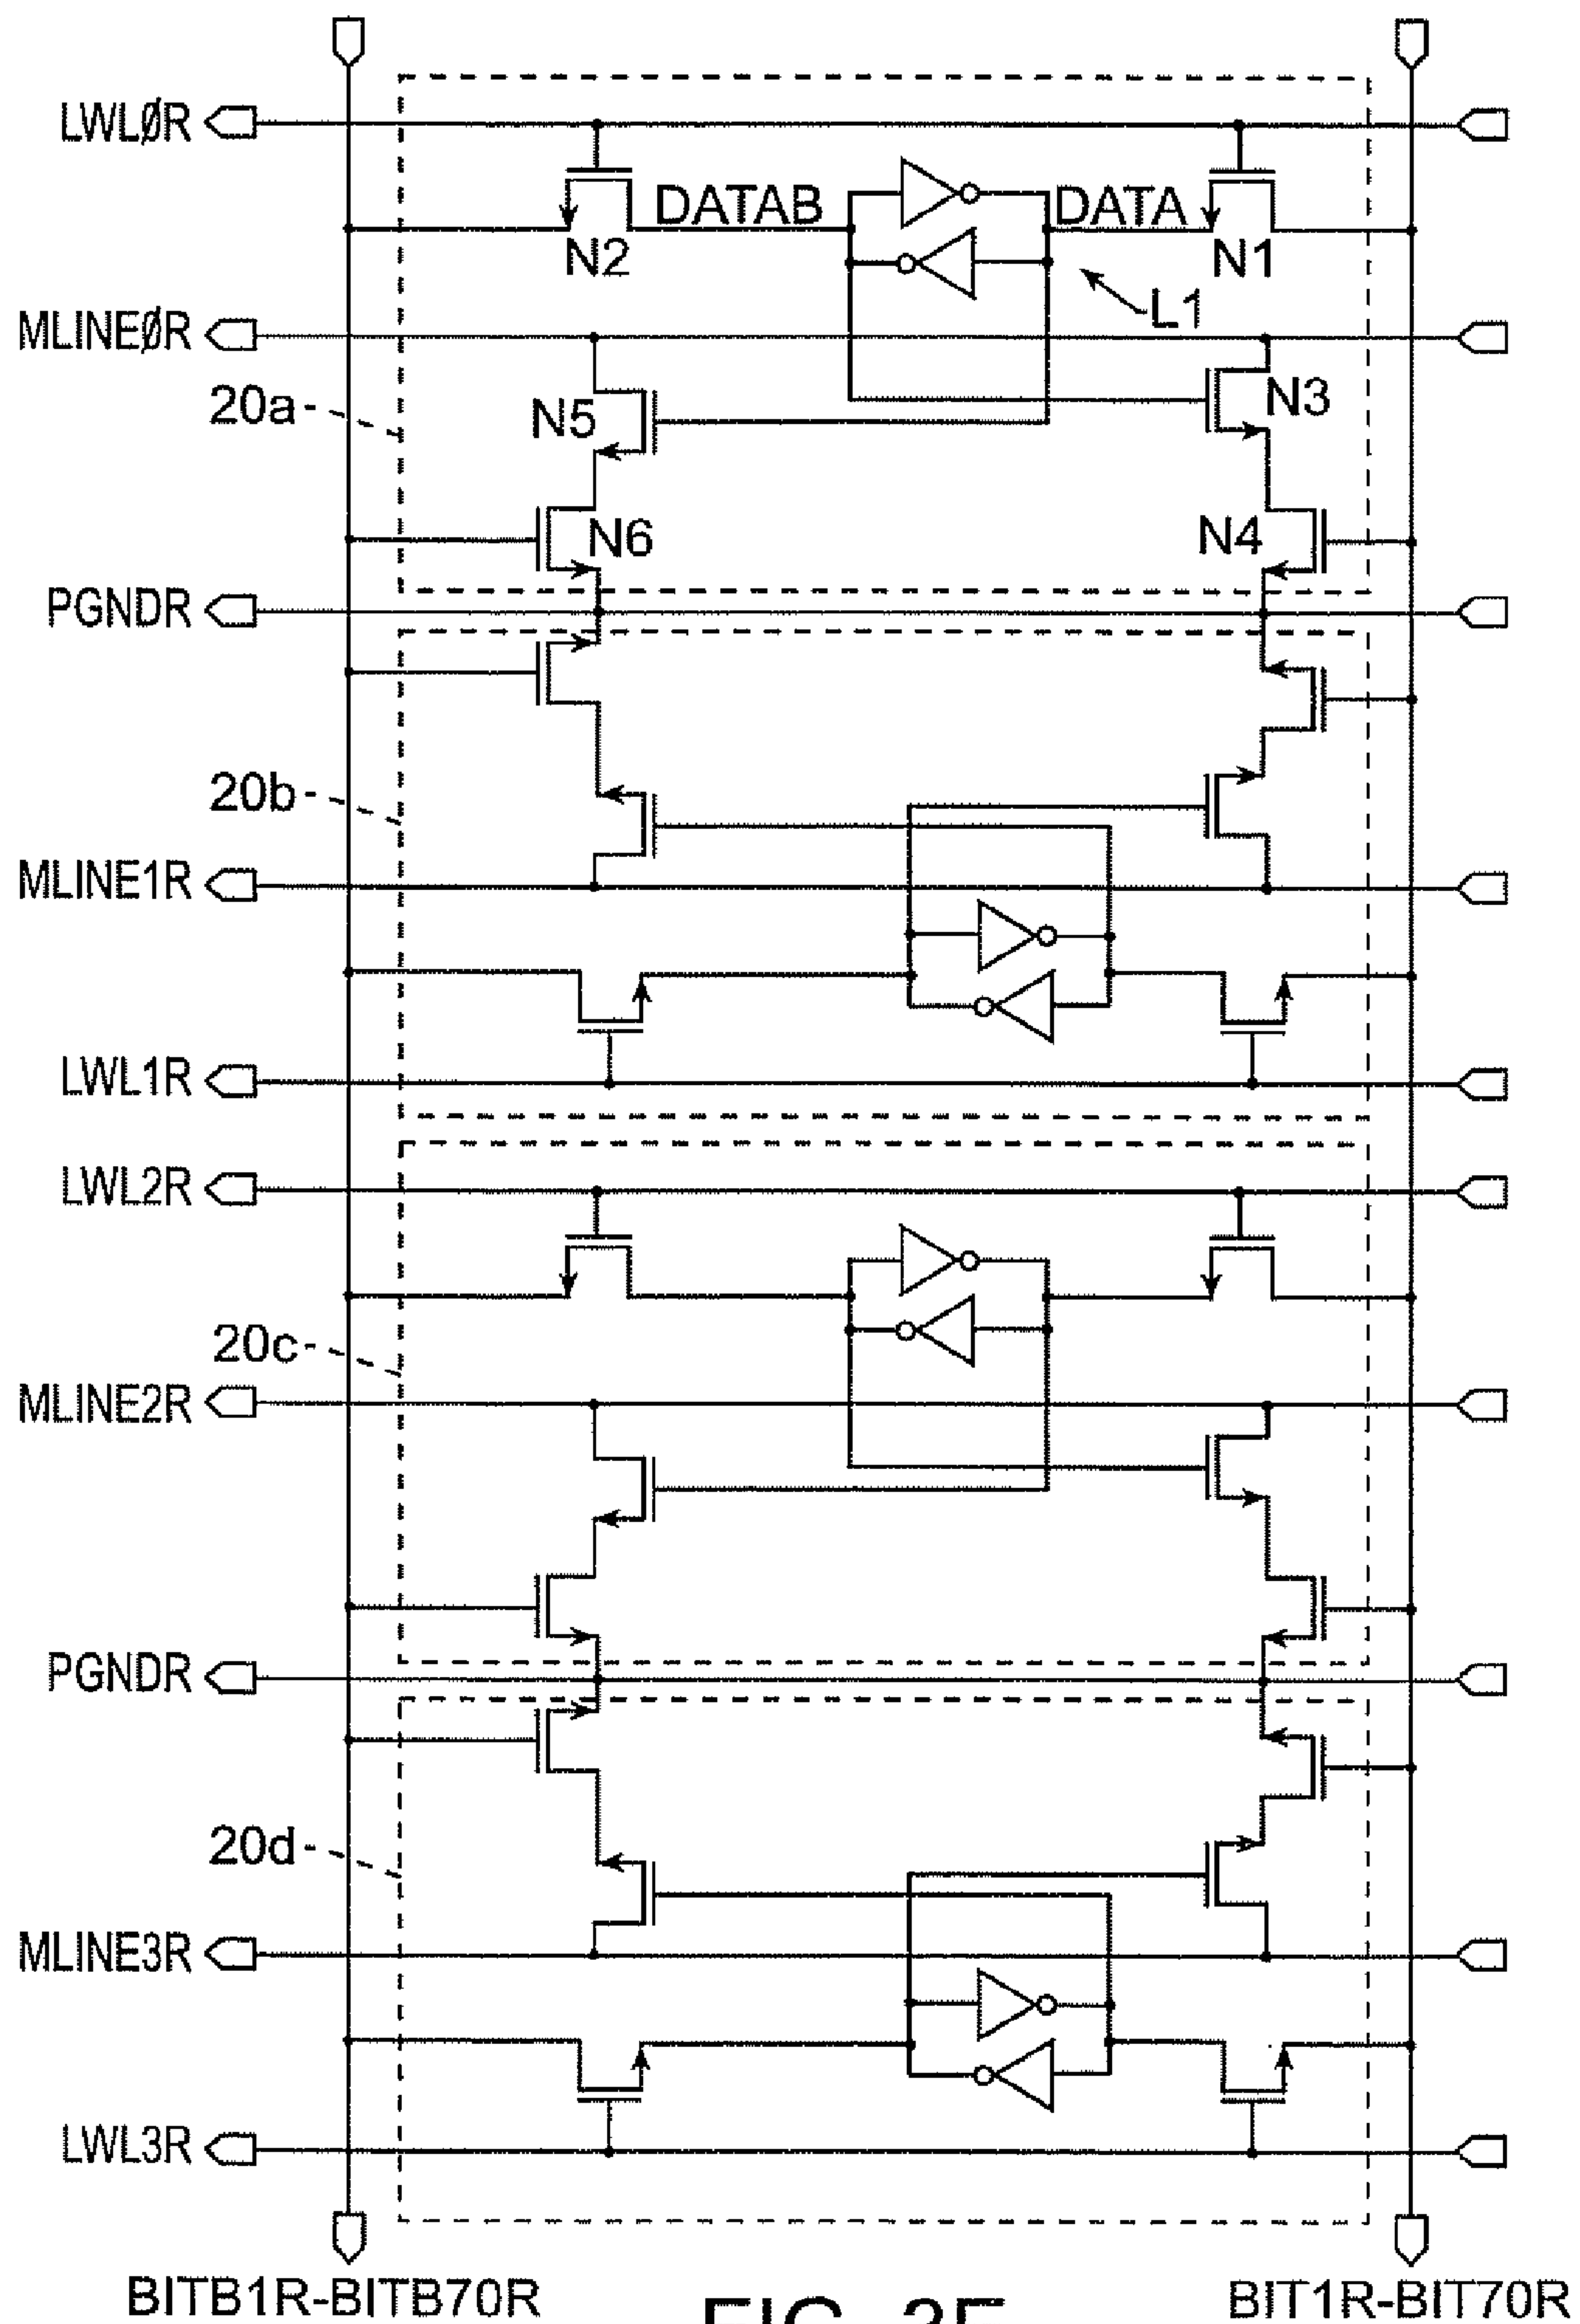 LWLØR
DATAB
DATA
N2
N1
L1
MLINEØR
20a
N5
N3
N6
N4
PGNDR
20b
MLINE1R
LWL1R
LWL2R
20c
MLINE2R
PGNDR
20d
MLINE3R
LWL3R
BITB1R-BITB70R
BIT1R-BIT70R